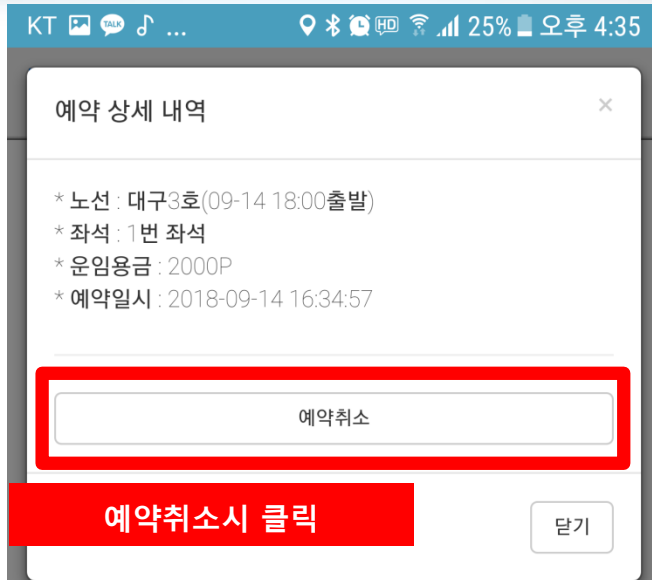 KT TALK ... HD 25% 오후 4:35
예약 상세 내역 ×
* 노선 : 대구3호(09-14 18:00출발)
* 좌석 : 1번 좌석
* 운임용금 : 2000P
* 예약일시 : 2018-09-14 16:34:57
예약취소
예약취소시 클릭
닫기